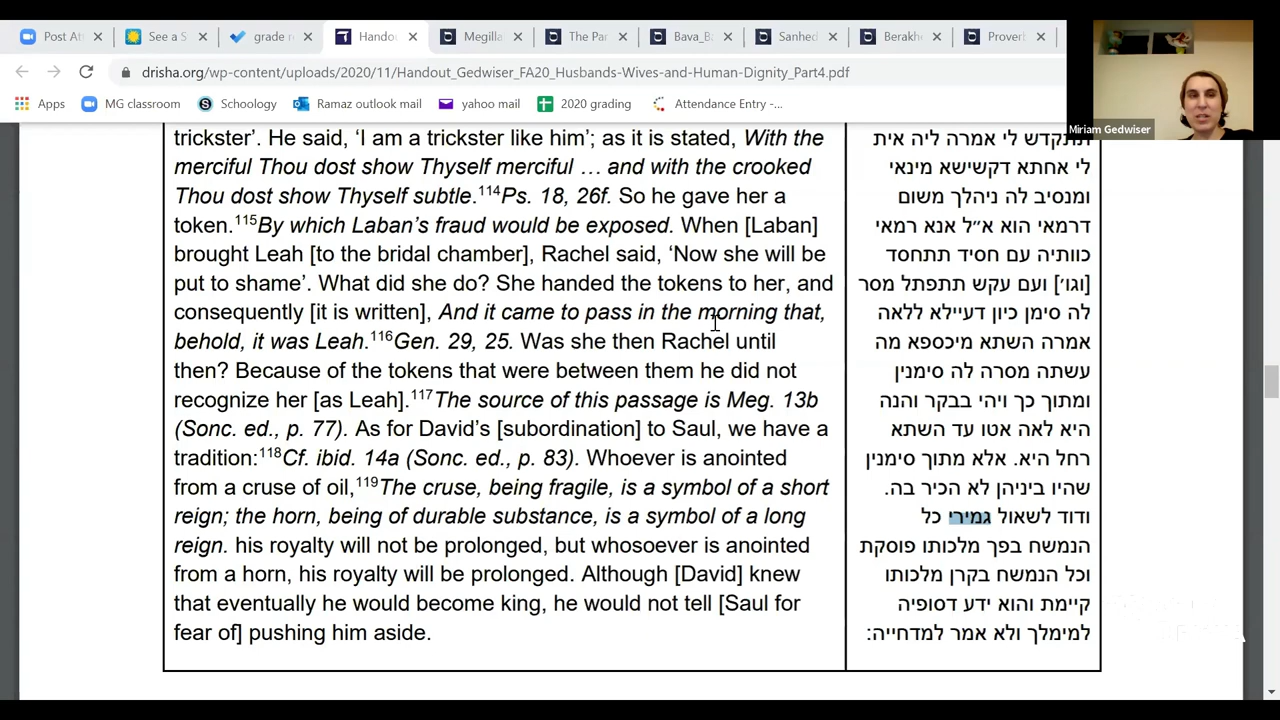 Post At
See a S
grade r
Hando
Megilla
The Par
Bava_Ba
Sanhed
Berakho
Proverb
drisha.org/wp-content/uploads/2020/11/Handout_Gedwiser_FA20_Husbands-Wives-and-Human-Dignity_Part4.pdf
Apps
MG classroom
Schoology
Ramaz outlook mail
yahoo mail
2020 grading
Attendance Entry -...
Miriam Gedwiser
trickster’. He said, ‘I am a trickster like him’; as it is stated, With the
merciful Thou dost show Thyself merciful … and with the crooked
Thou dost show Thyself subtle.114Ps. 18, 26f. So he gave her a
token.115By which Laban’s fraud would be exposed. When [Laban]
brought Leah [to the bridal chamber], Rachel said, ‘Now she will be
put to shame’. What did she do? She handed the tokens to her, and
consequently [it is written], And it came to pass in the morning that,
behold, it was Leah.116Gen. 29, 25. Was she then Rachel until
then? Because of the tokens that were between them he did not
recognize her [as Leah].117The source of this passage is Meg. 13b
(Sonc. ed., p. 77). As for David’s [subordination] to Saul, we have a
tradition:118Cf. ibid. 14a (Sonc. ed., p. 83). Whoever is anointed
from a cruse of oil,119The cruse, being fragile, is a symbol of a short
reign; the horn, being of durable substance, is a symbol of a long
reign. his royalty will not be prolonged, but whosoever is anointed
from a horn, his royalty will be prolonged. Although [David] knew
that eventually he would become king, he would not tell [Saul for
fear of] pushing him aside.
לי אמרה ליה אית
לי אחתא דקשישא מינאי
ומנסיב לה ניהלך משום
דרמאי הוא א״ל אנא רמאי
כוותיה עם חסיד תתחסד
[וגו׳] ועם עקש תתפתל מסר
לה סימן כיון דעיילא ללאה
אמרה השתא מיכספא מה
עשתה מסרה לה סימנין
ומתוך כך ויהי בבקר והנה
היא לאה אטו עד השתא
רחל היא. אלא מתוך סימנין
שהיו ביניהן לא הכיר בה.
ודוד לשאול גמירי כל
הנמשח בפך מלכותו פוסקת
וכל הנמשח בקרן מלכותו
קיימת והוא ידע דסופיה
למימלך ולא אמר למדחייה: